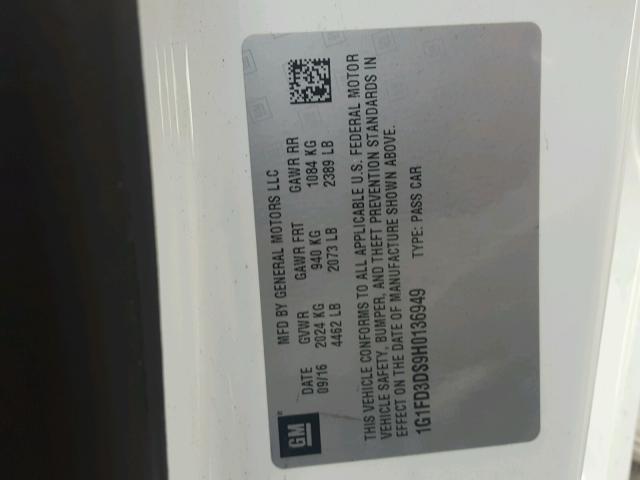 MFD BY GENERAL MOTORS LLC
DATE GVWR GAWR FRT GAWR RR
09/16 2024 KG 940 KG 1084 KG
4462 LB 2073 LB 2389 LB
THIS VEHICLE CONFORMS TO ALL APPLICABLE U.S. FEDERAL MOTOR
VEHICLE SAFETY, BUMPER, AND THEFT PREVENTION STANDARDS IN
EFFECT ON THE DATE OF MANUFACTURE SHOWN ABOVE.
1G1FD3DS9H0136949 TYPE: PASS CAR
GM